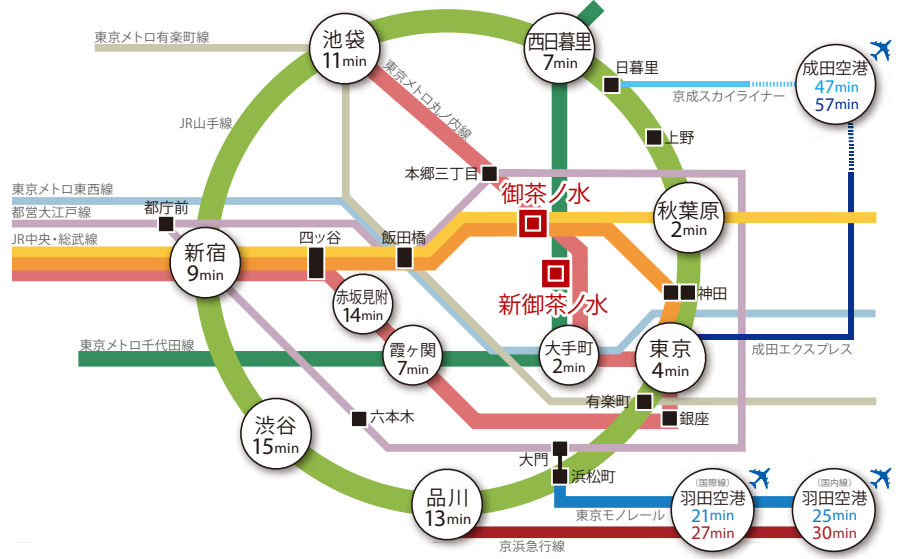 東京メトロ有楽町線
池袋
11min
西日暮里
7min
日暮里
京成スカイライナー
成田空港
47min
57min
東京メトロ丸ノ内線
JR山手線
上野
本郷三丁目
御茶ノ水
秋葉原
2min
東京メトロ東西線
都営大江戸線
都庁前
JR中央・総武線
新宿
9min
四ッ谷
飯田橋
新御茶ノ水
赤坂見附
14min
神田
東京メトロ千代田線
霞ヶ関
7min
大手町
2min
東京
4min
成田エクスプレス
有楽町
銀座
渋谷
15min
六本木
大門
浜松町
品川
13min
東京モノレール
京浜急行線
(国際線)
羽田空港
21min
27min
(国内線)
羽田空港
25min
30min